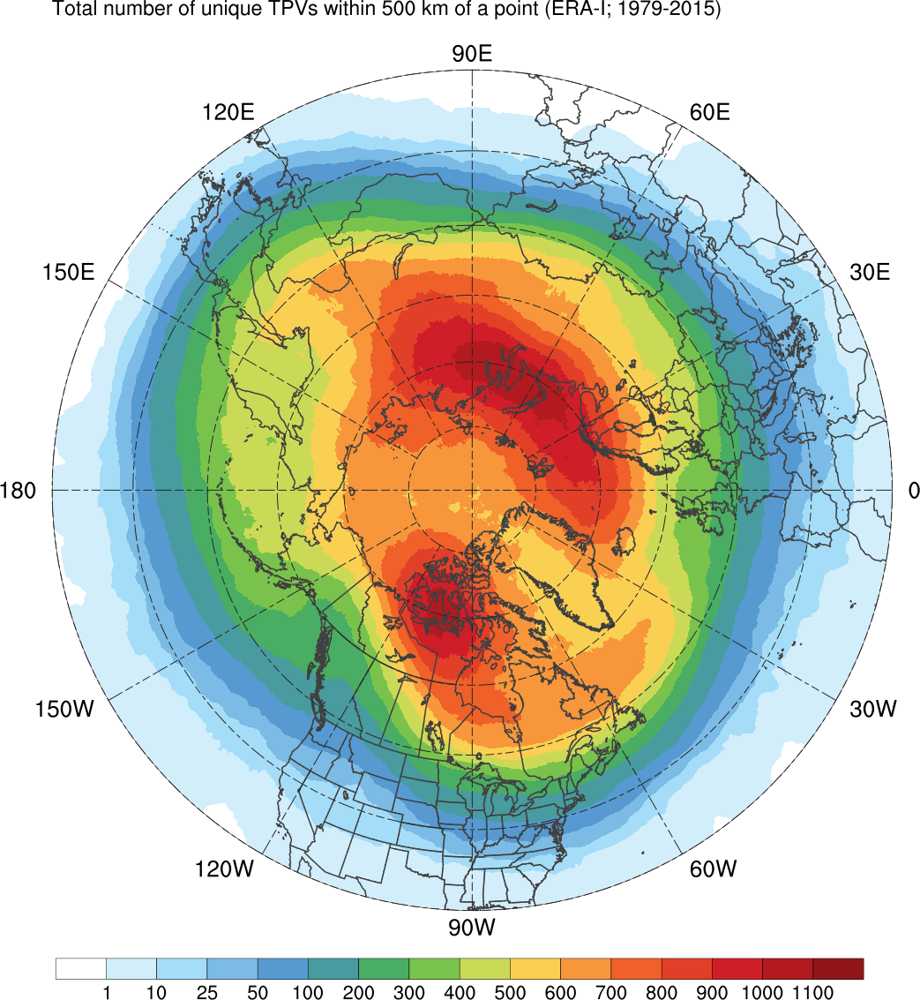 Total number of unique TPVs within 500 km of a point (ERA-I; 1979-2015)
90E
120E
60E
150E
30E
180
0
150W
30W
120W
60W
90W
1 10 25 50 100 200 300 400 500 600 700 800 900 1000 1100